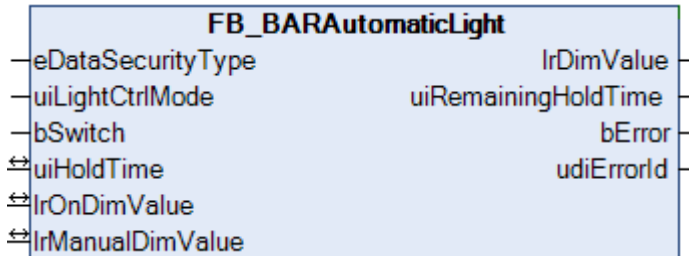 FB_BARAutomaticLight
eDataSecurityType lrDimValue
uiLightCtrlMode uiRemainingHoldTime
bSwitch bError
uiHoldTime udiErrorId
lrOnDimValue
lrManualDimValue